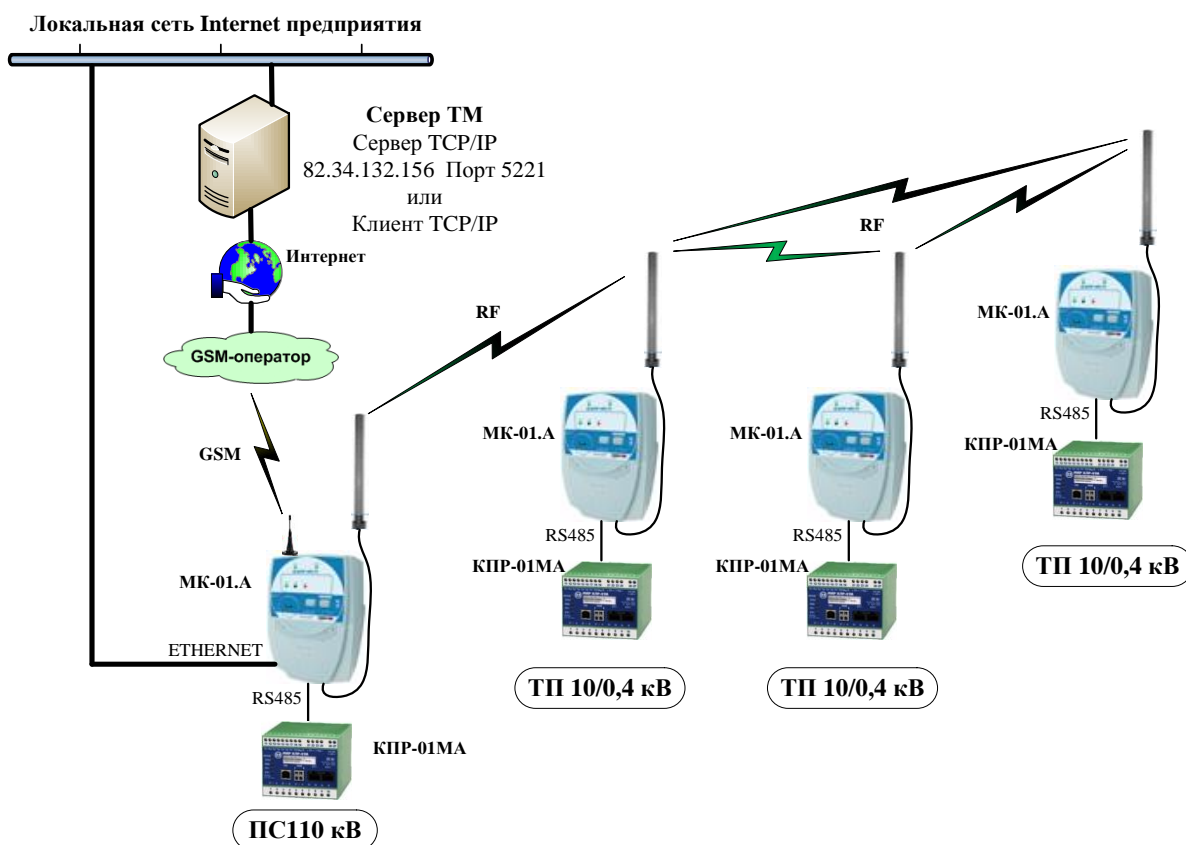 Локальная сеть Internet предприятия
Сервер ТМ
Сервер TCP/IP
82.34.132.156 Порт 5221
или
Клиент TCP/IP
Интернет
GSM-оператор
GSM
RF
RF
МК-01.А
ETHERNET
RS485
КПР-01МА
ПС110 кВ
МК-01.А
RS485
КПР-01МА
ТП 10/0,4 кВ
МК-01.А
RS485
КПР-01МА
ТП 10/0,4 кВ
МК-01.А
RS485
КПР-01МА
ТП 10/0,4 кВ